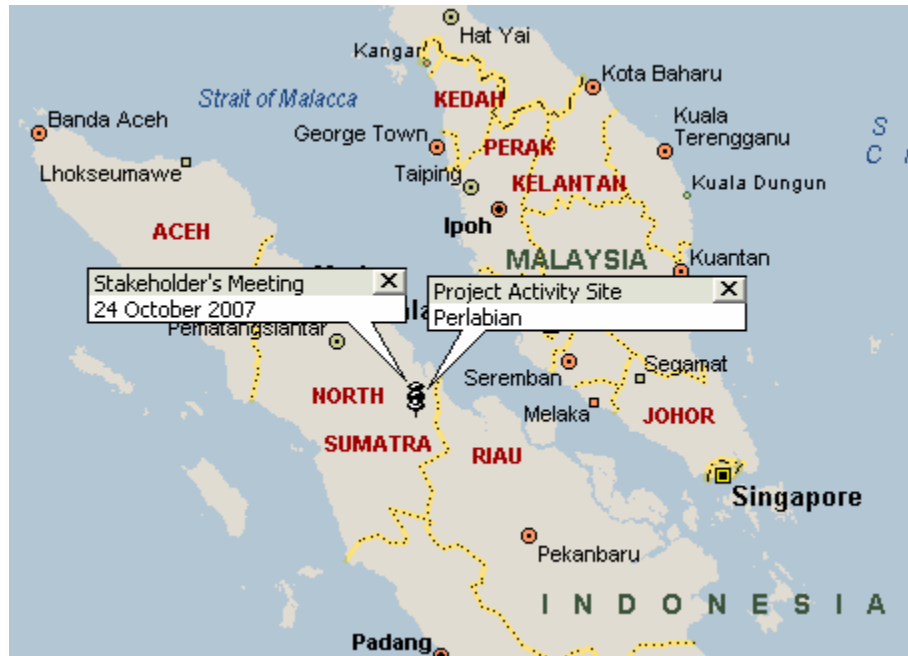 Hat Yai
Kangar
Kota Baharu
Strait of Malacca
KEDAH
Banda Aceh
George Town
Kuala
Terengganu
S
C
PERAK
Lhokseumawe
Taiping
KELANTAN
Kuala Dungun
Ipoh
ACEH
MALAYSIA
Kuantan
Stakeholder's Meeting
24 October 2007
Project Activity Site
Perlabian
Pematangsiantar
Seremban
Segamat
NORTH
SUMATRA
Melaka
JOHOR
RIAU
Singapore
Pekanbaru
INDONESIA
Padang